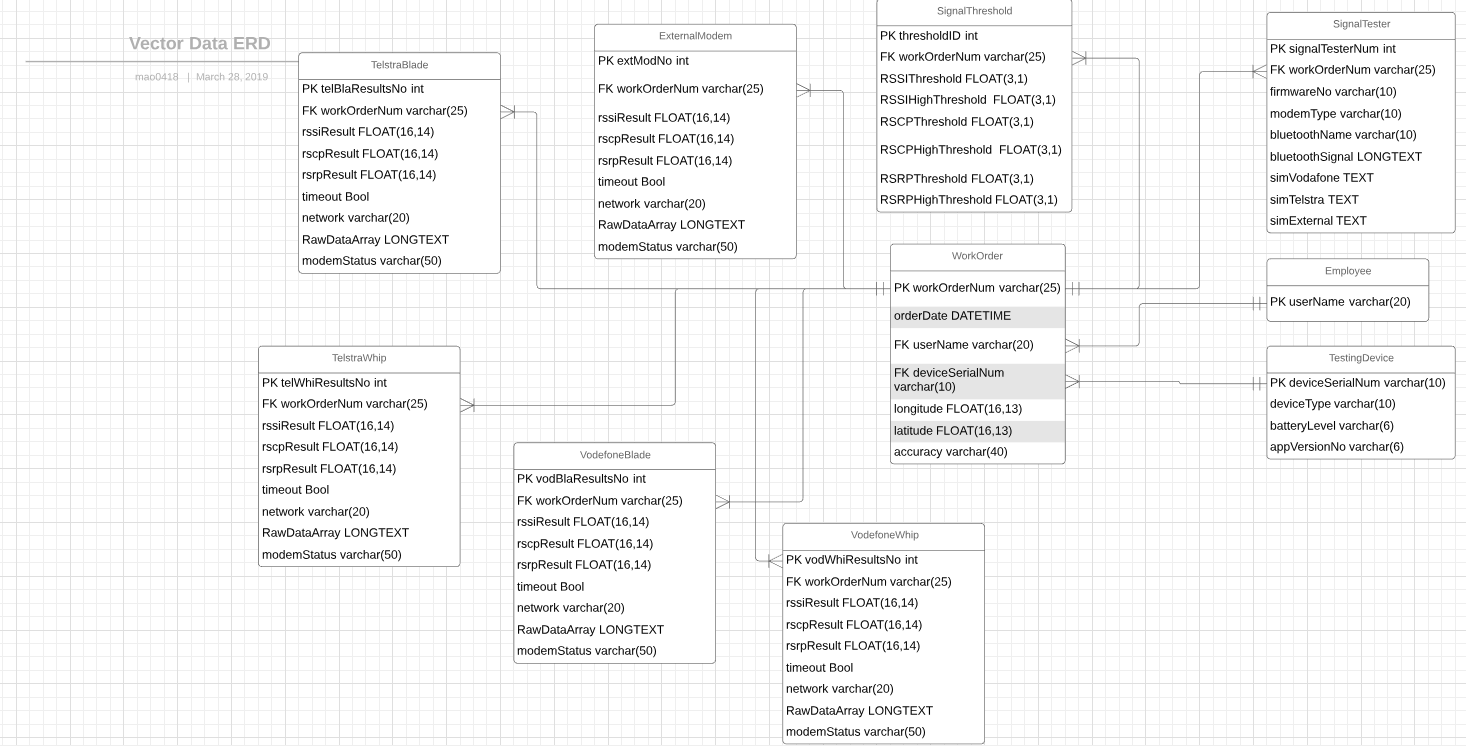 Vector Data ERD
mao0418 | March 28, 2019
TelstraBlade
PK telBlaResultsNo int
FK workOrderNum varchar(25)
rssiResult FLOAT(16,14)
rscpResult FLOAT(16,14)
rsrpResult FLOAT(16,14)
timeout Bool
network varchar(20)
RawDataArray LONGTEXT
modemStatus varchar(50)
ExternalModem
PK extModNo int
FK workOrderNum varchar(25)
rssiResult FLOAT(16,14)
rscpResult FLOAT(16,14)
rsrpResult FLOAT(16,14)
timeout Bool
network varchar(20)
RawDataArray LONGTEXT
modemStatus varchar(50)
SignalThreshold
PK thresholdID int
FK workOrderNum varchar(25)
RSSIThreshold FLOAT(3,1)
RSSIHighThreshold FLOAT(3,1)
RSCPThreshold FLOAT(3,1)
RSCPHighThreshold FLOAT(3,1)
RSRPThreshold FLOAT(3,1)
RSRPHighThreshold FLOAT(3,1)
SignalTester
PK signalTesterNum int
FK workOrderNum varchar(25)
firmwareNo varchar(10)
modemType varchar(10)
bluetoothName varchar(10)
bluetoothSignal LONGTEXT
simVodafone TEXT
simTelstra TEXT
simExternal TEXT
WorkOrder
PK workOrderNum varchar(25)
orderDate DATETIME
FK userName varchar(20)
FK deviceSerialNum
varchar(10)
longitude FLOAT(16,13)
latitude FLOAT(16,13)
accuracy varchar(40)
Employee
PK userName varchar(20)
TestingDevice
PK deviceSerialNum varchar(10)
deviceType varchar(10)
batteryLevel varchar(6)
appVersionNo varchar(6)
TelstraWhip
PK telWhiResultsNo int
FK workOrderNum varchar(25)
rssiResult FLOAT(16,14)
rscpResult FLOAT(16,14)
rsrpResult FLOAT(16,14)
timeout Bool
network varchar(20)
RawDataArray LONGTEXT
modemStatus varchar(50)
VodefoneBlade
PK vodBlaResultsNo int
FK workOrderNum varchar(25)
rssiResult FLOAT(16,14)
rscpResult FLOAT(16,14)
rsrpResult FLOAT(16,14)
timeout Bool
network varchar(20)
RawDataArray LONGTEXT
modemStatus varchar(50)
VodefoneWhip
PK vodWhiResultsNo int
FK workOrderNum varchar(25)
rssiResult FLOAT(16,14)
rscpResult FLOAT(16,14)
rsrpResult FLOAT(16,14)
timeout Bool
network varchar(20)
RawDataArray LONGTEXT
modemStatus varchar(50)